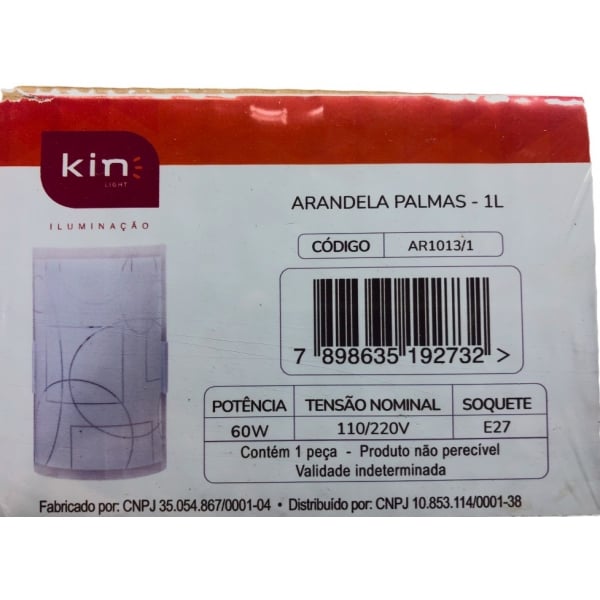 kin
LIGHT
ILUMINAÇÃO
ARANDELA PALMAS - 1L
CÓDIGO AR1013/1
7 898635 192732 >
POTÊNCIA TENSÃO NOMINAL SOQUETE
60W 110/220V E27
Contém 1 peça - Produto não perecível
Validade indeterminada
Fabricado por: CNPJ 35.054.867/0001-04 • Distribuído por: CNPJ 10.853.114/0001-38